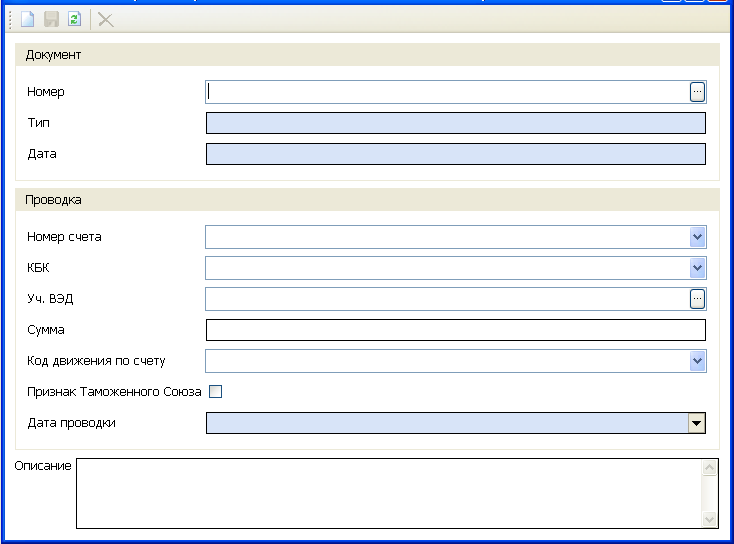 Документ
Номер
Тип
Дата
Проводка
Номер счета
КБК
Уч. ВЭД
Сумма
Код движения по счету
Признак Таможенного Союза
Дата проводки
Описание